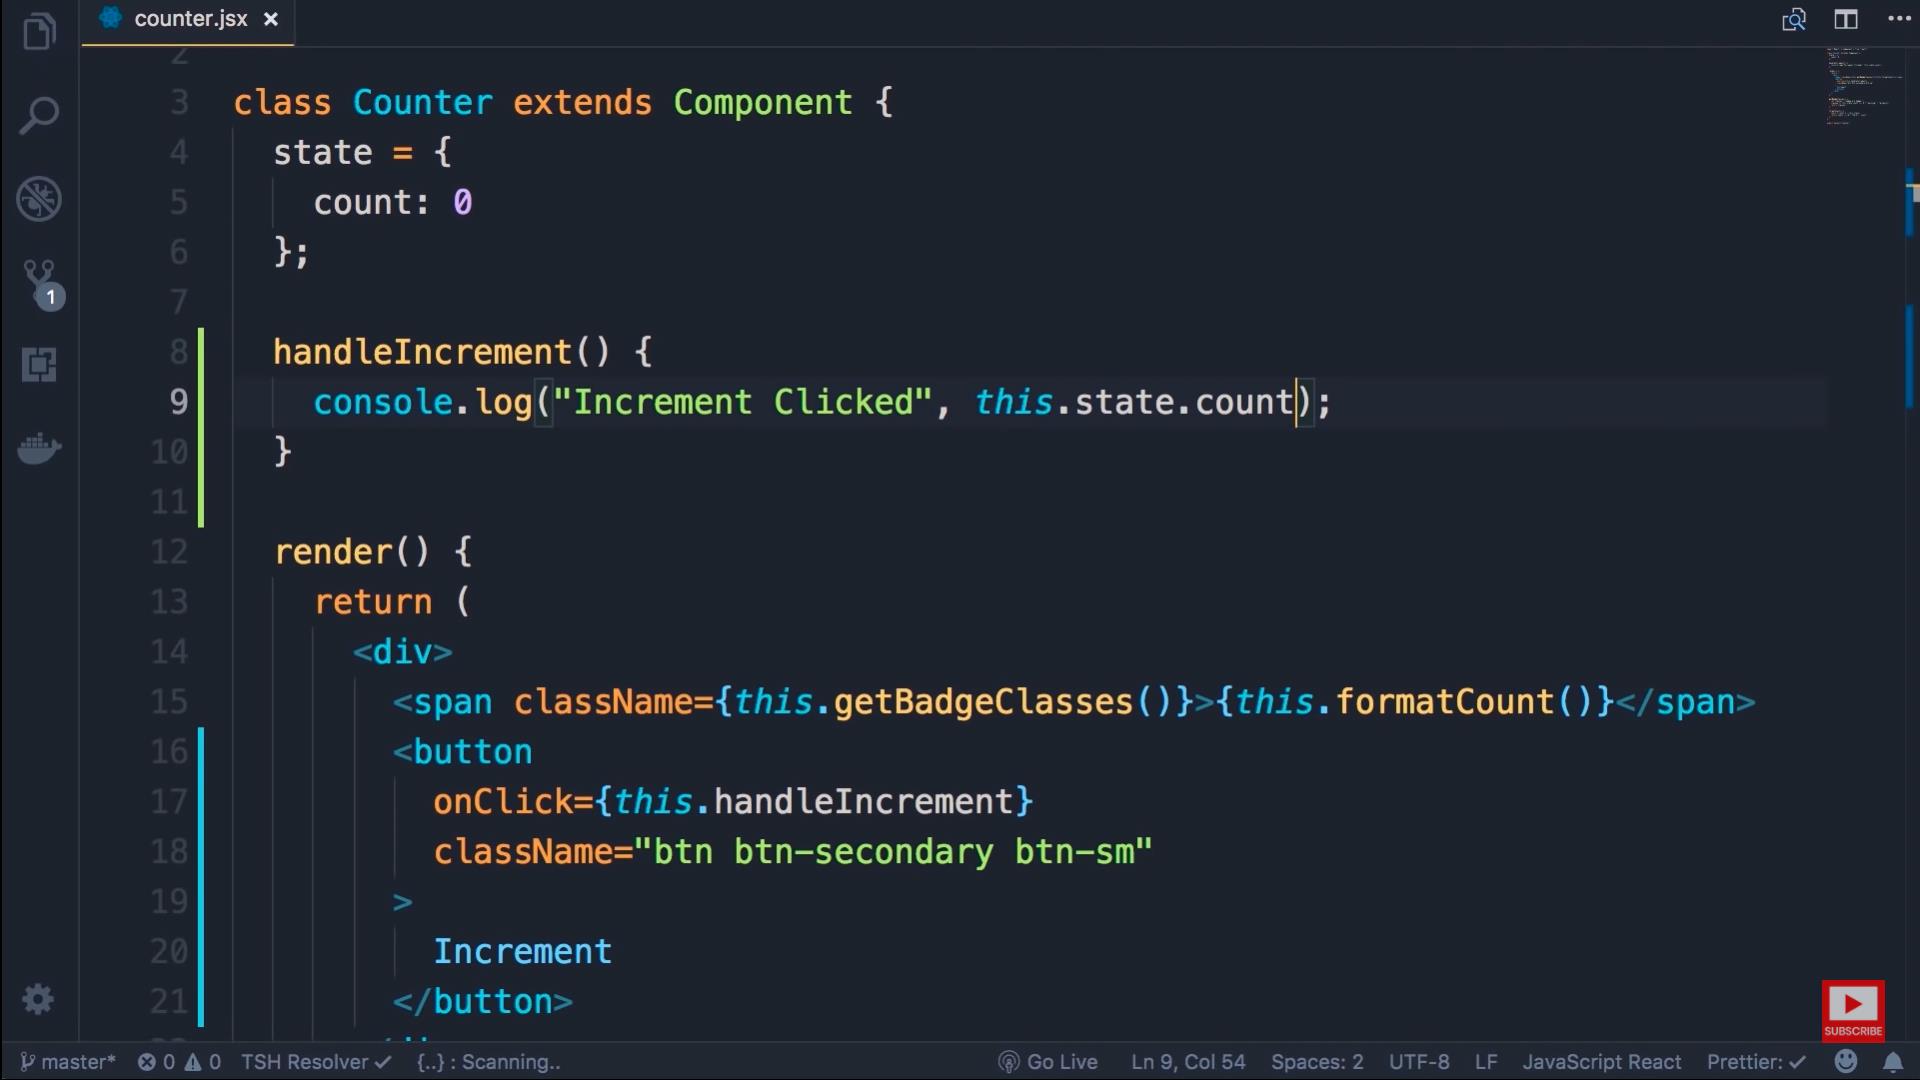 counter.jsx ×
2
3 class Counter extends Component {
4 state = {
5 count: 0
6 };
7
8 handleIncrement() {
9 console.log("Increment Clicked", this.state.count);
10 }
11
12 render() {
13 return (
14 <div>
15 <span className={this.getBadgeClasses()}>{this.formatCount()}</span>
16 <button
17 onClick={this.handleIncrement}
18 className="btn btn-secondary btn-sm"
19 >
20 Increment
21 </button>
1
SUBSCRIBE
master* 0 0 TSH Resolver ✓ {..} : Scanning.. Go Live Ln 9, Col 54 Spaces: 2 UTF-8 LF JavaScript React Prettier: ✓